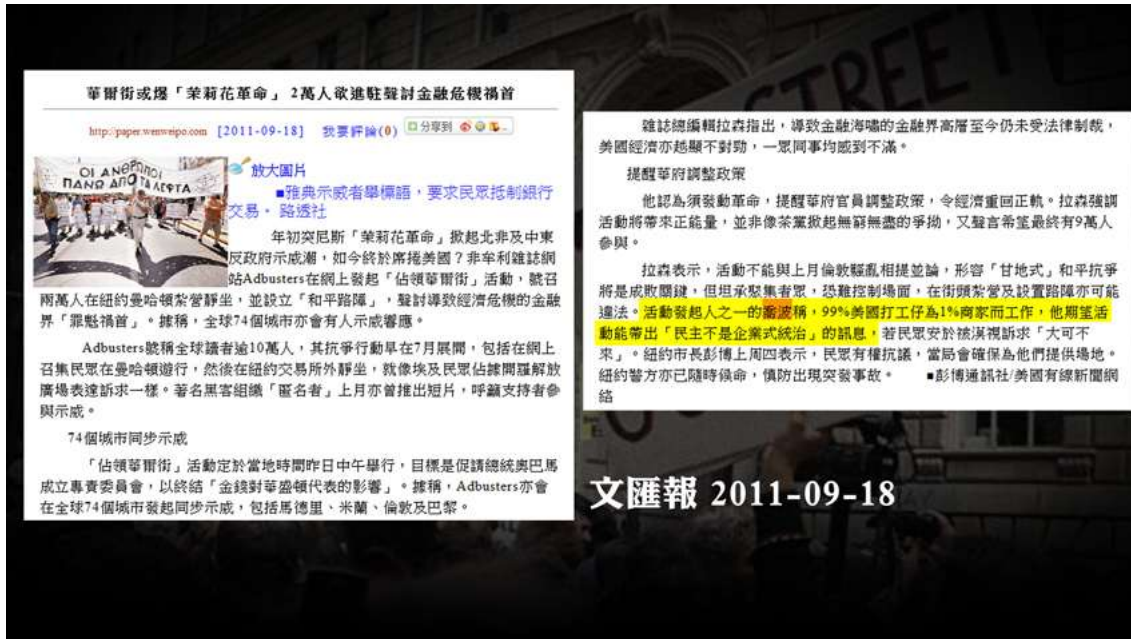 華爾街或爆「茉莉花革命」 2萬人欲進駐聲討金融危機禍首
http://paper.wenweipo.com [2011-09-18] 我要評論(0) 分享到
ΟΙ ΑΝΘΡΩΠΟΙ
ΠΑΝΩ ΑΠΟ ΤΑ ΛΕΦΤΑ
放大圖片
■雅典示威者舉標語，要求民眾抵制銀行
交易。 路透社
年初突尼斯「茉莉花革命」掀起北非及中東
反政府示威潮，如今終於席捲美國？非牟利雜誌網
站Adbusters在網上發起「佔領華爾街」活動，號召
兩萬人在紐約曼哈頓紮營靜坐，並設立「和平路障」，聲討導致經濟危機的金融
界「罪魁禍首」。據稱，全球74個城市亦會有人示威響應。
Adbusters號稱全球讀者逾10萬人，其抗爭行動早在7月展開，包括在網上
召集民眾在曼哈頓遊行，然後在紐約交易所外靜坐，就像埃及民眾佔據開羅解放
廣場表達訴求一樣。著名黑客組織「匿名者」上月亦曾推出短片，呼籲支持者參
與示威。
74個城市同步示威
「佔領華爾街」活動定於當地時間昨日中午舉行，目標是促請總統奧巴馬
成立專責委員會，以終結「金錢對華盛頓代表的影響」。據稱，Adbusters亦會
在全球74個城市發起同步示威，包括馬德里、米蘭、倫敦及巴黎。
STREET
雜誌總編輯拉森指出，導致金融海嘯的金融界高層至今仍未受法律制裁，
美國經濟亦越顯不對勁，一眾同事均感到不滿。
提醒華府調整政策
他認為須發動革命，提醒華府官員調整政策，令經濟重回正軌。拉森強調
活動將帶來正能量，並非像茶黨掀起無窮無盡的爭拗，又聲言希望最終有9萬人
參與。
拉森表示，活動不能與上月倫敦騷亂相提並論，形容「甘地式」和平抗爭
將是成敗關鍵，但坦承聚集者眾，恐難控制場面，在街頭紮營及設置路障亦可能
違法。活動發起人之一的喬波稱，99%美國打工仔為1%商家而工作，他期望活
動能帶出「民主不是企業式統治」的訊息，若民眾安於被漠視訴求「大可不
來」。紐約市長彭博上周四表示，民眾有權抗議，當局會確保為他們提供場地。
紐約警方亦已隨時候命，慎防出現突發事故。 ■彭博通訊社/美國有線新聞網
絡
文匯報 2011-09-18